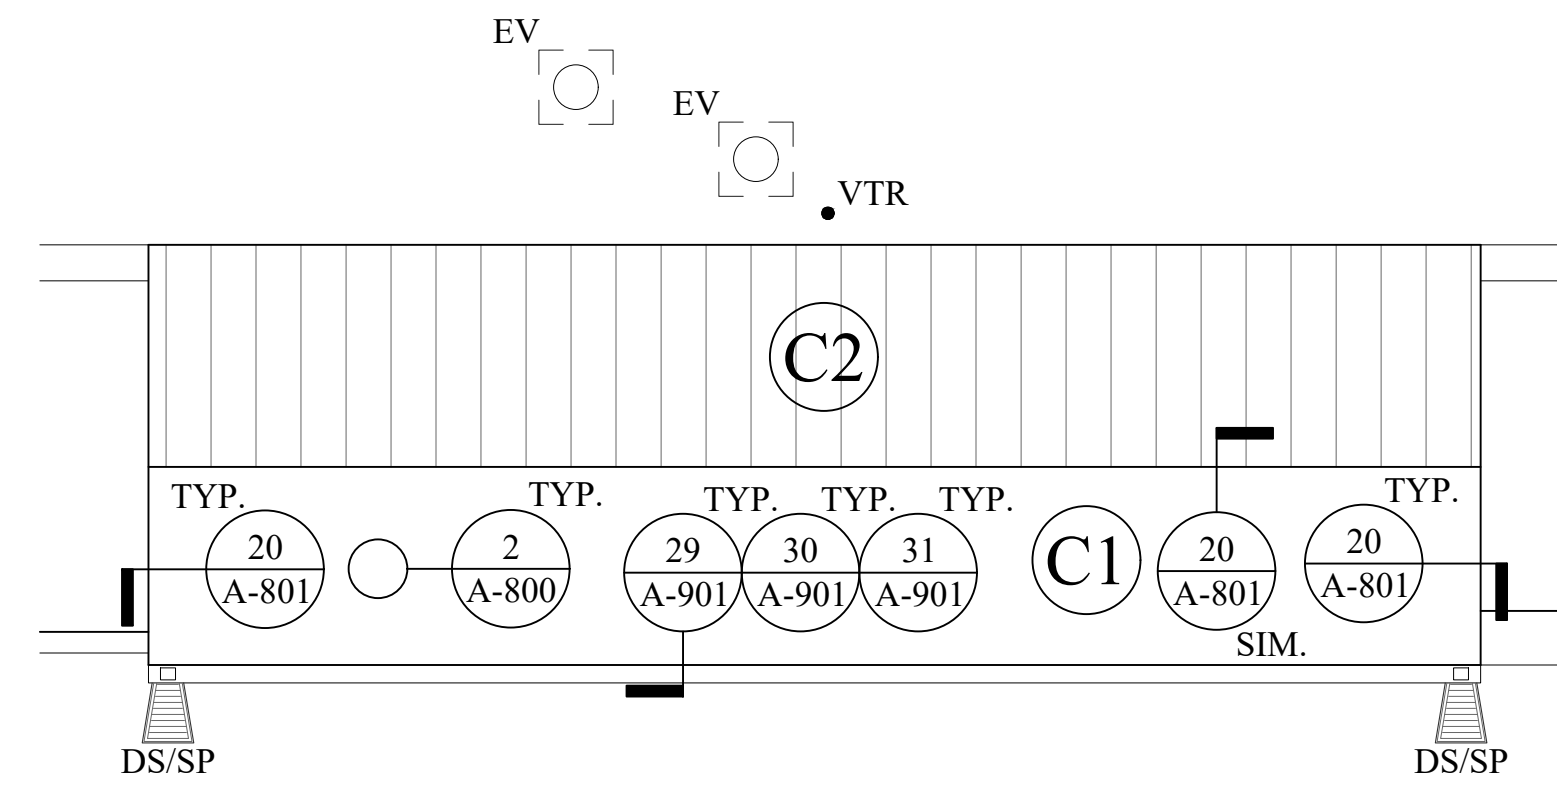 EV
EV
VTR
C2
TYP.
TYP.
TYP.
TYP.
TYP.
TYP.
20
A-801
2
A-800
29
A-901
30
A-901
31
A-901
C1
20
A-801
SIM.
20
A-801
DS/SP
DS/SP